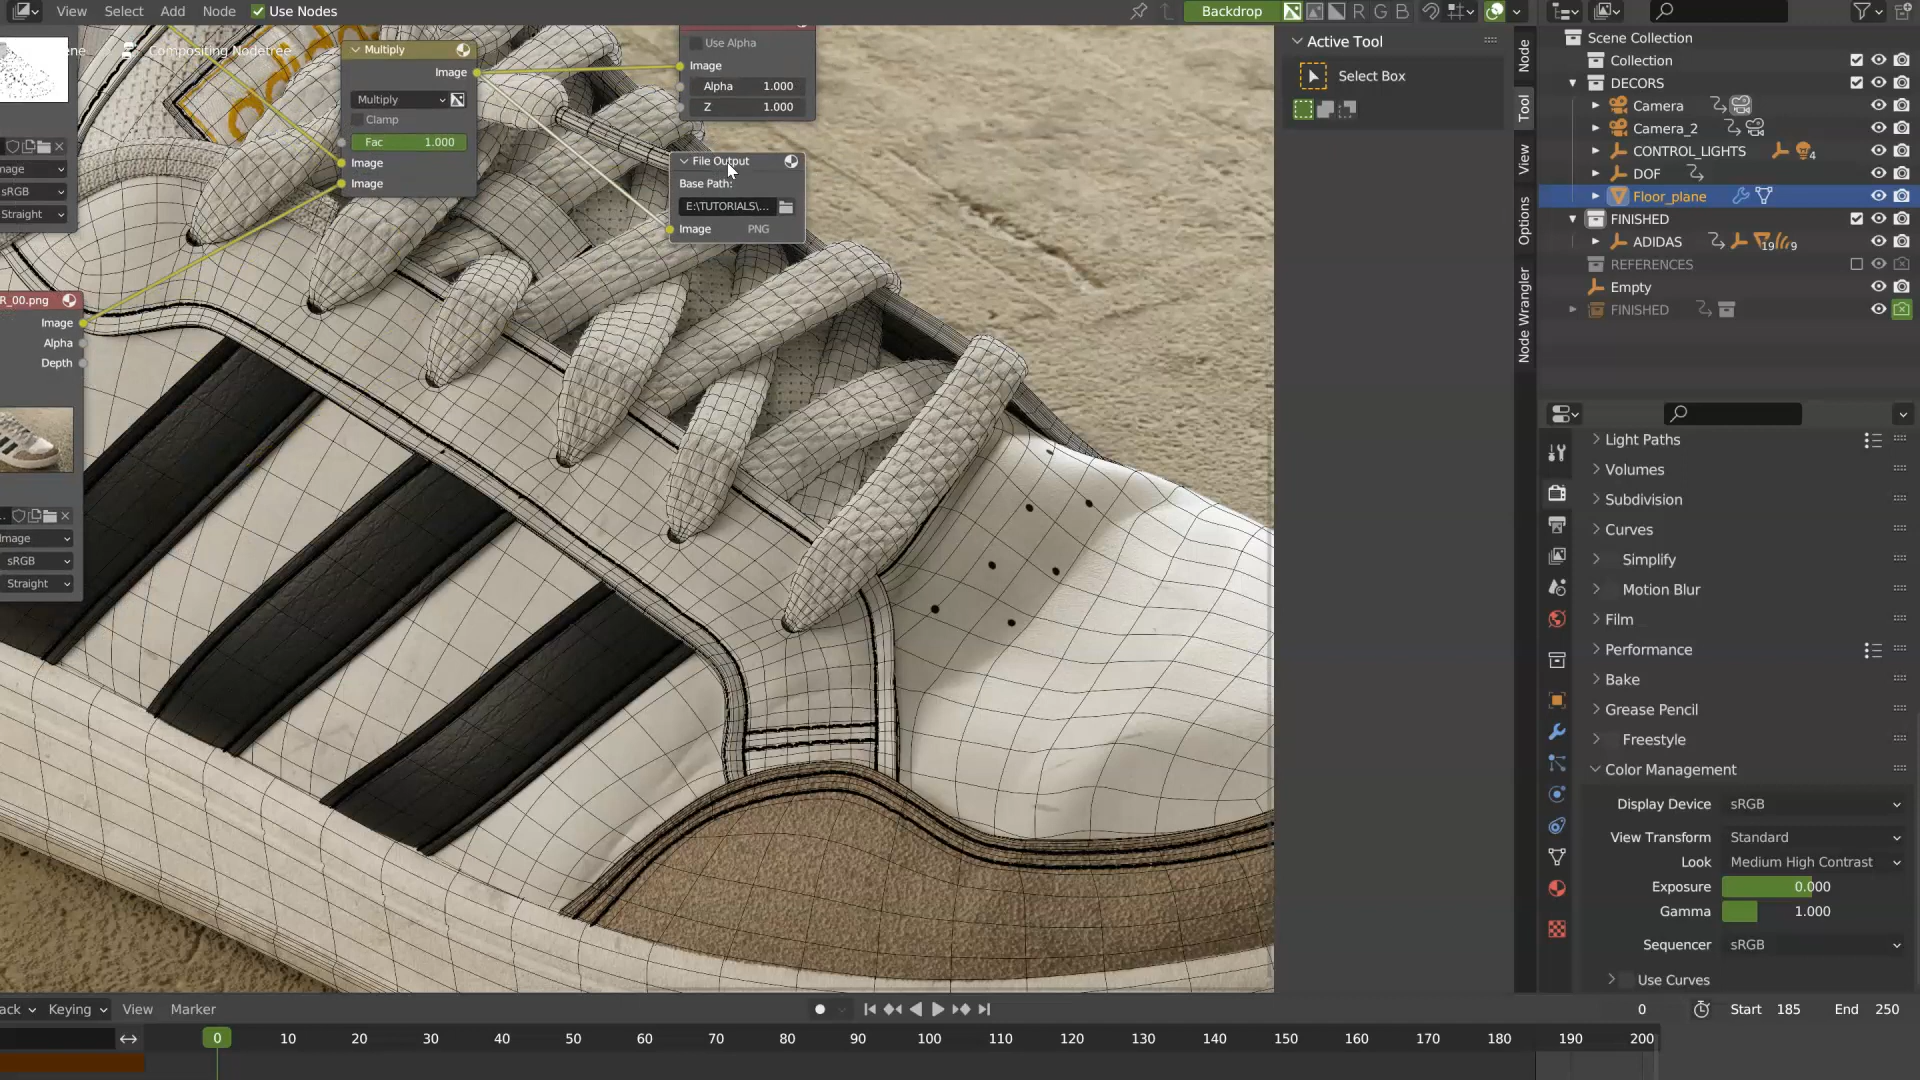 View Select Add Node Use Nodes Backdrop R G B
Compositing Nodetree
Multiply
Image
Multiply
Clamp
Fac 1.000
Image
Image
Use Alpha
Image
Alpha 1.000
Z 1.000
File Output
Base Path:
E:\TUTORIALS\...
Image PNG
sRGB
Straight
R_00.png
Image
Alpha
Depth
Image
sRGB
Straight
Active Tool
Select Box
Node
Tool
View
Options
Node Wrangler
Scene Collection
Collection
DECORS
Camera
Camera_2
CONTROL_LIGHTS 4
DOF
Floor_plane
FINISHED
ADIDAS 19 9
REFERENCES
Empty
FINISHED
Light Paths
Volumes
Subdivision
Curves
Simplify
Motion Blur
Film
Performance
Bake
Grease Pencil
Freestyle
Color Management
Display Device sRGB
View Transform Standard
Look Medium High Contrast
Exposure 0.000
Gamma 1.000
Sequencer sRGB
Use Curves
ack Keying View Marker 0 Start 185 End 250
0 10 20 30 40 50 60 70 80 90 100 110 120 130 140 150 160 170 180 190 200